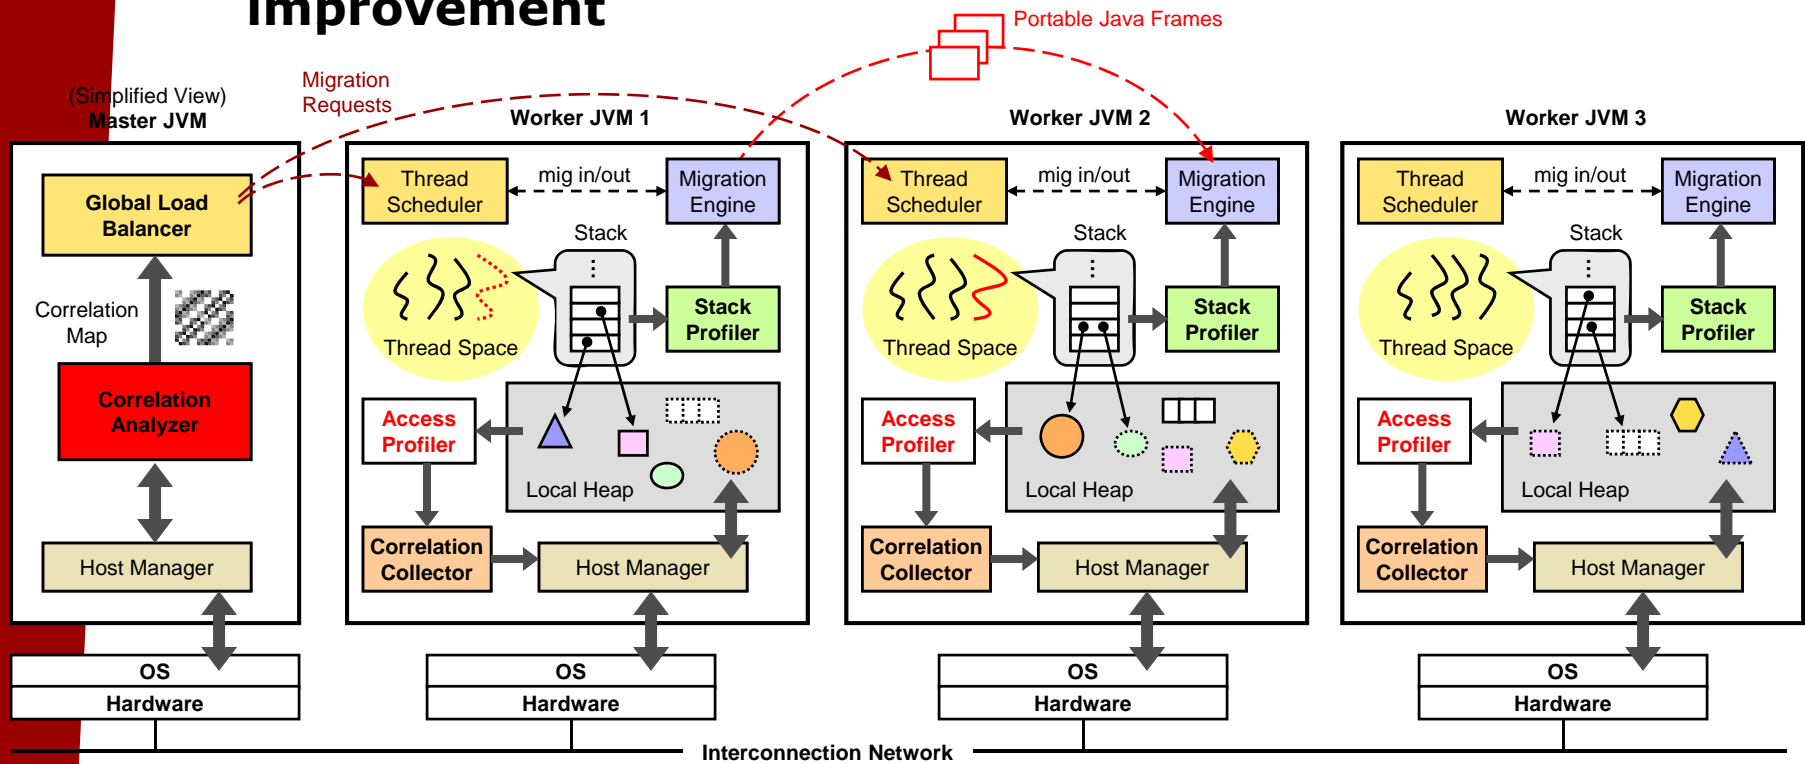 improvement
Portable Java Frames
Migration
Requests
(Simplified View)
Master JVM
Worker JVM 1
Worker JVM 2
Worker JVM 3
Global Load
Balancer
Correlation
Map
Correlation
Analyzer
Host Manager
OS
Hardware
Thread
Scheduler
mig in/out
Migration
Engine
Stack
Thread Space
Stack
Profiler
Access
Profiler
Local Heap
Correlation
Collector
Host Manager
OS
Hardware
Thread
Scheduler
mig in/out
Migration
Engine
Stack
Thread Space
Stack
Profiler
Access
Profiler
Local Heap
Correlation
Collector
Host Manager
OS
Hardware
Thread
Scheduler
mig in/out
Migration
Engine
Stack
Thread Space
Stack
Profiler
Access
Profiler
Local Heap
Correlation
Collector
Host Manager
OS
Hardware
Interconnection Network